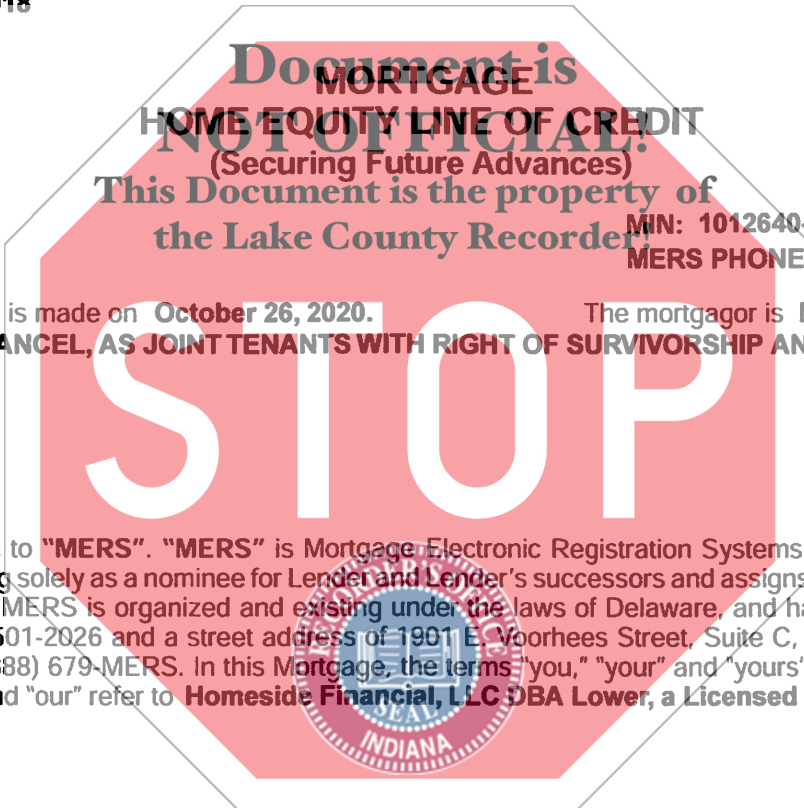 018
Document is
MORTGAGE
HOME EQUITY LINE OF CREDIT
NOT OFFICIAL!
(Securing Future Advances)
This Document is the property of
the Lake County Recorder!
MIN: 1012640-
MERS PHONE
is made on October 26, 2020. The mortgagor is
ANCEL, AS JOINT TENANTS WITH RIGHT OF SURVIVORSHIP AN
STOP
to "MERS". "MERS" is Mortgage Electronic Registration Systems
g solely as a nominee for Lender and Lender's successors and assigns
MERS is organized and existing under the laws of Delaware, and ha
501-2026 and a street address of 1901 E. Voorhees Street, Suite C,
88) 679-MERS. In this Mortgage, the terms "you," "your" and "yours"
d "our" refer to Homeside Financial, LLC DBA Lower, a Licensed
RECORDER'S OFFICE
SEAL
INDIANA